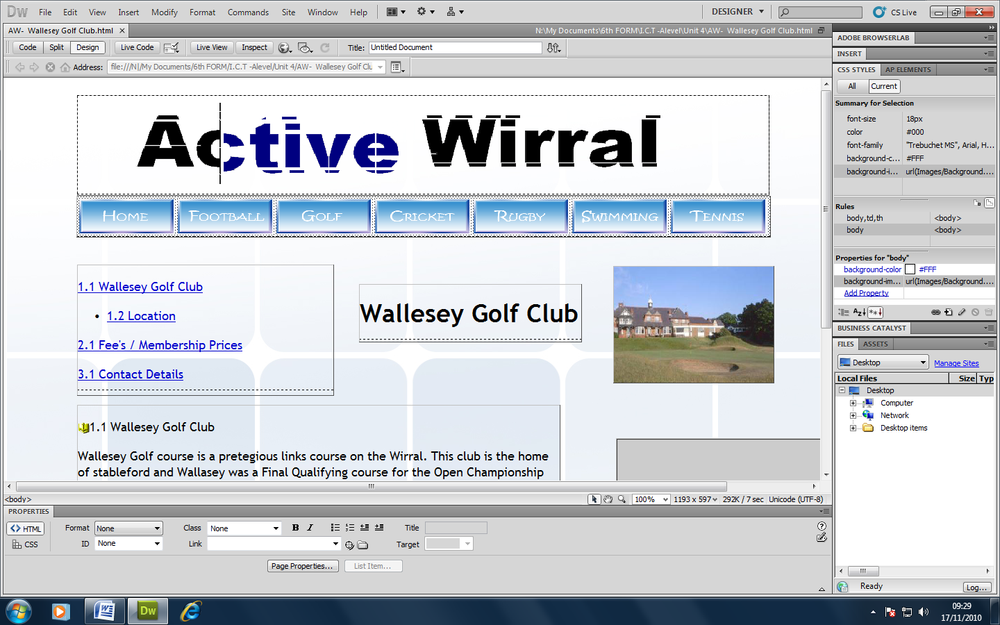 Dw File Edit View Insert Modify Format Commands Site Window Help DESIGNER CS Live
AW- Wallesey Golf Club.html × N:\My Documents\6th FORM\I.C.T -Alevel\Unit 4\AW- Wallesey Golf Club.html
Code Split Design Live Code Live View Inspect Title: Untitled Document
Address: file:///N|/My Documents/6th FORM/I.C.T -Alevel/Unit 4/AW- Wallesey Golf Clu
Active Wirral
Home Football Golf Cricket Rugby Swimming Tennis
1.1 Wallesey Golf Club
• 1.2 Location
2.1 Fee's / Membership Prices
3.1 Contact Details
Wallesey Golf Club
1.1 Wallesey Golf Club
Wallesey Golf course is a pretegious links course on the Wirral. This club is the home
of stableford and Wallasey was a Final Qualifying course for the Open Championship
<body> 100% 1193 x 597 292K / 7 sec Unicode (UTF-8)
PROPERTIES
<> HTML Format None Class None B I Title
CSS ID None Link Target
Page Properties... List Item...
ADOBE BROWSERLAB
INSERT
CSS STYLES AP ELEMENTS
All Current
Summary for Selection
font-size 18px
color #000
font-family "Trebuchet MS", Arial, H...
background-c... #FFF
background-i... url(Images/Background....
Rules
body,td,th <body>
body <body>
Properties for "body"
background-color #FFF
background-im... url(Images/Background....
Add Property
BUSINESS CATALYST
FILES ASSETS
Desktop Manage Sites
Local Files Size Typ
Desktop
Computer
Network
Desktop items
Ready Log...
Dw
09:29
17/11/2010